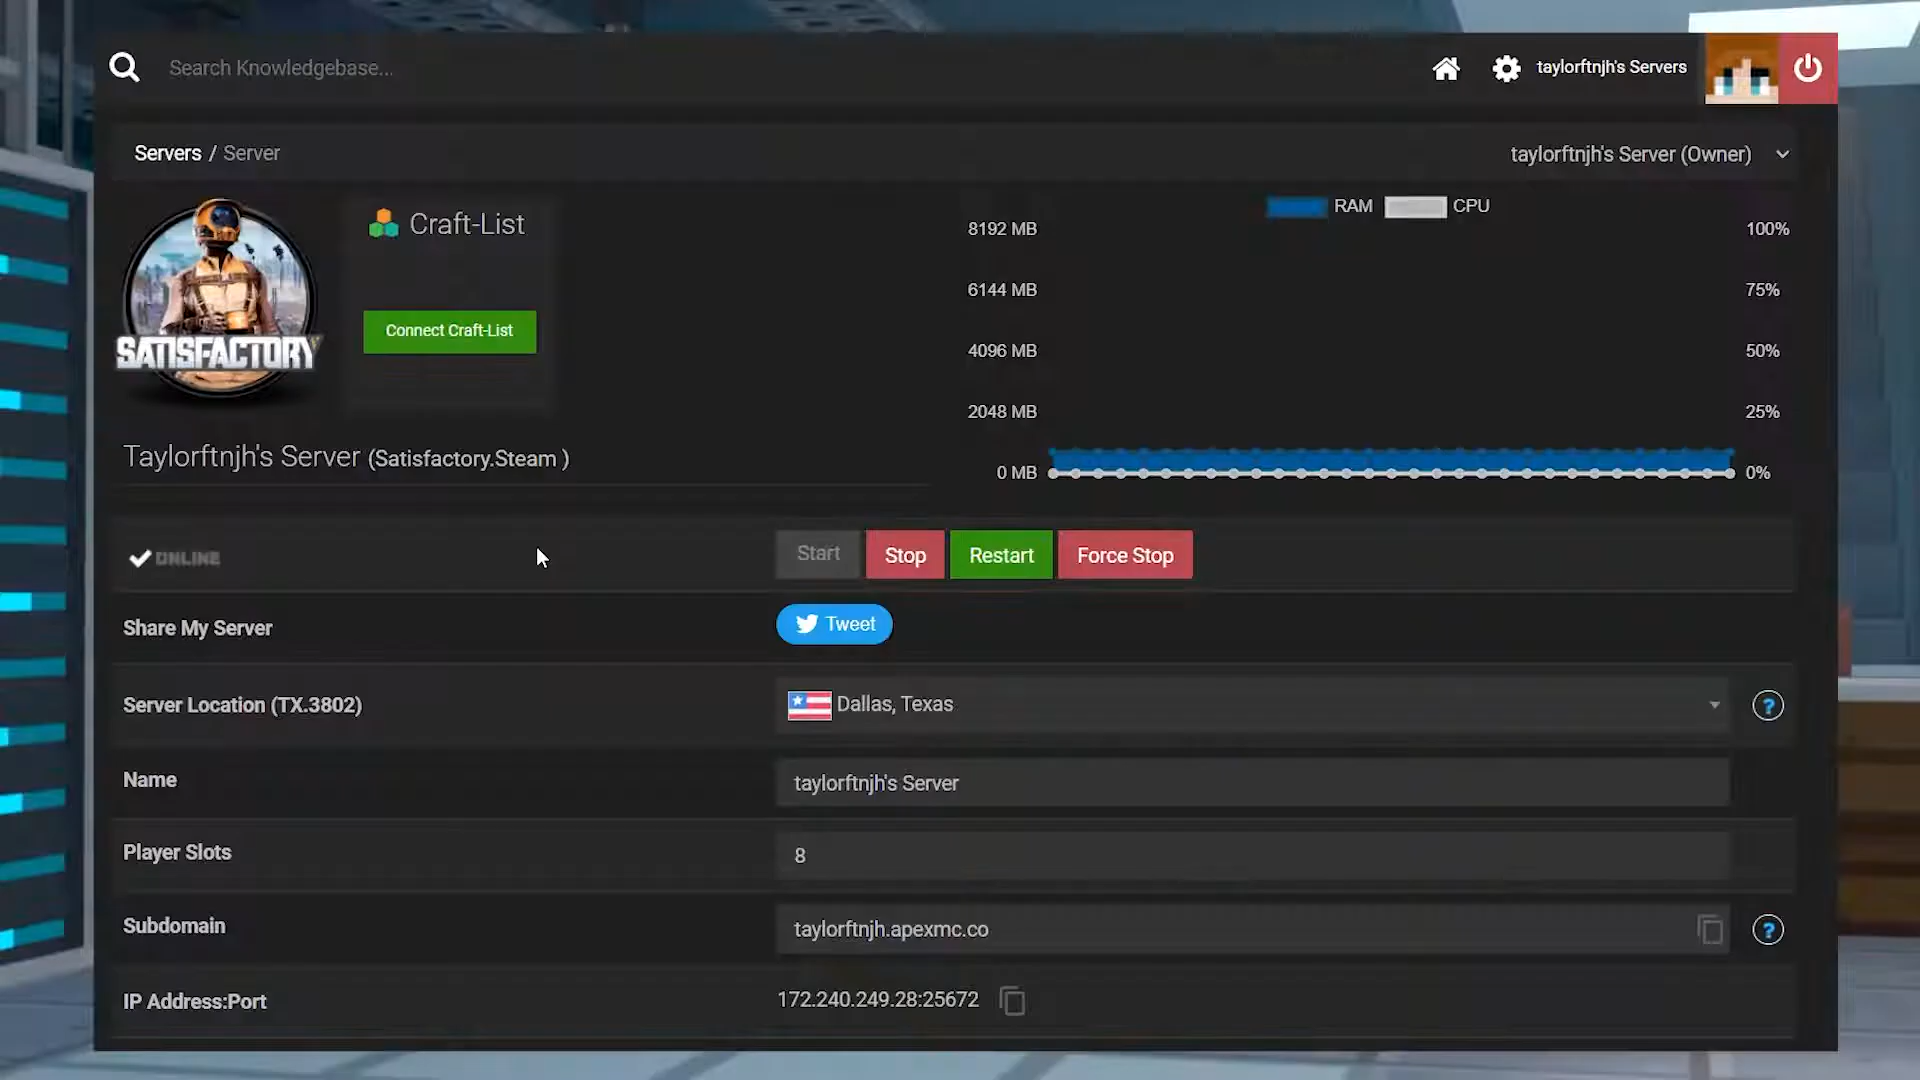 Search Knowledgebase...
taylorftnjh's Servers
Servers / Server
taylorftnjh's Server (Owner)
SATISFACTORY
Craft-List
Connect Craft-List
RAM CPU
8192 MB 100%
6144 MB 75%
4096 MB 50%
2048 MB 25%
0 MB 0%
Taylorftnjh's Server (Satisfactory.Steam )
ONLINE
Start Stop Restart Force Stop
Share My Server
Tweet
Server Location (TX.3802)
Dallas, Texas
?
Name
taylorftnjh's Server
Player Slots
8
Subdomain
taylorftnjh.apexmc.co
?
IP Address:Port
172.240.249.28:25672